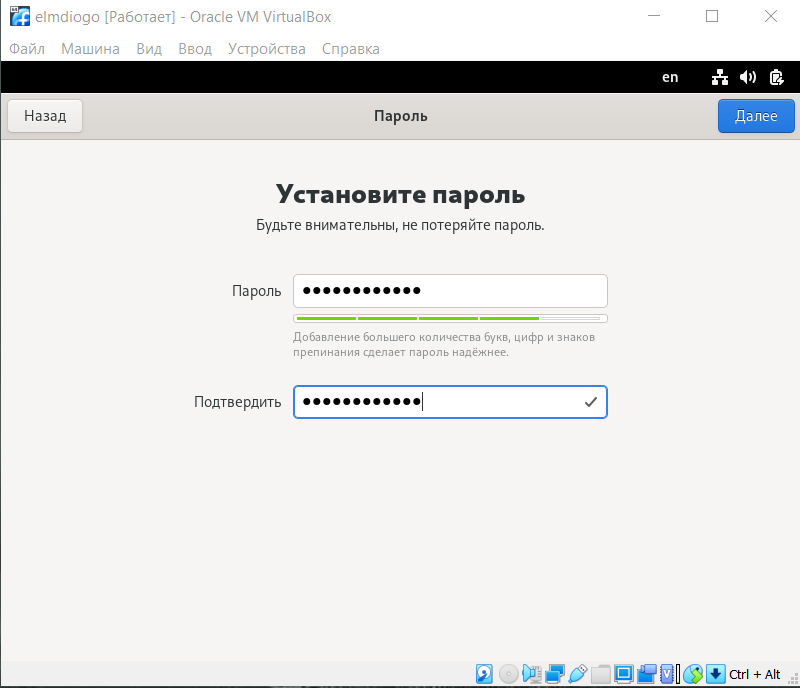 elmdiogo [Работает] - Oracle VM VirtualBox
Файл Машина Вид Ввод Устройства Справка
en
Назад Пароль Далее
Установите пароль
Будьте внимательны, не потеряйте пароль.
Пароль ●●●●●●●●●●●●
Добавление большего количества букв, цифр и знаков
препинания сделает пароль надёжнее.
Подтвердить ●●●●●●●●●●●●
Ctrl + Alt